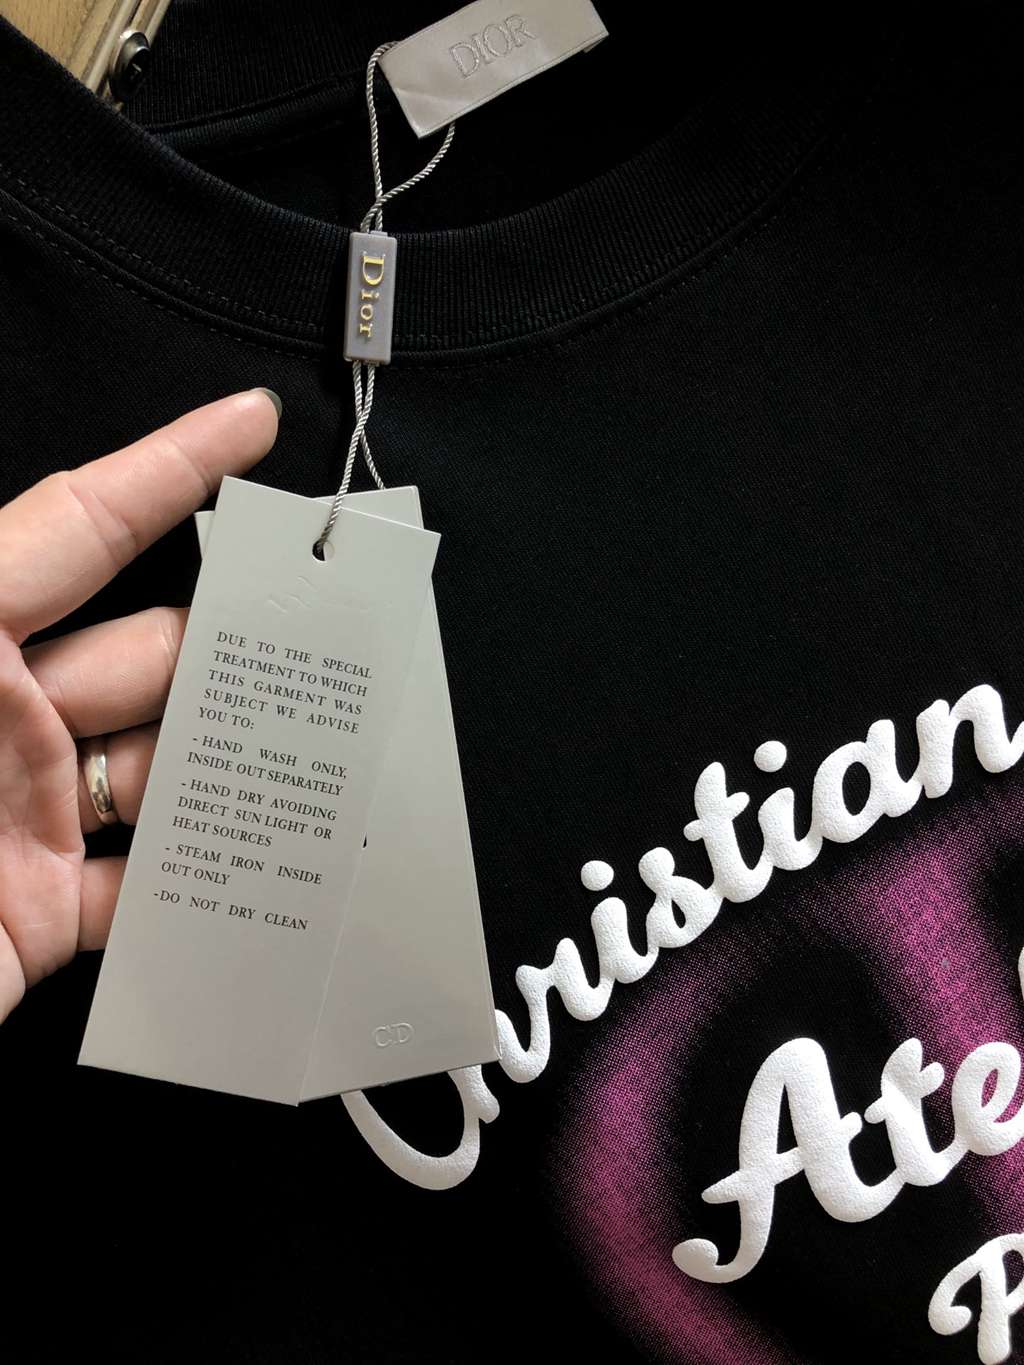 DIOR
Dior
DUE TO THE SPECIAL
TREATMENT TO WHICH
THIS GARMENT WAS
SUBJECT WE ADVISE
YOU TO:
- HAND WASH ONLY,
INSIDE OUT SEPARATELY
- HAND DRY AVOIDING
DIRECT SUN LIGHT OR
HEAT SOURCES
- STEAM IRON INSIDE
OUT ONLY
-DO NOT DRY CLEAN
CD
Christian
Ate
P